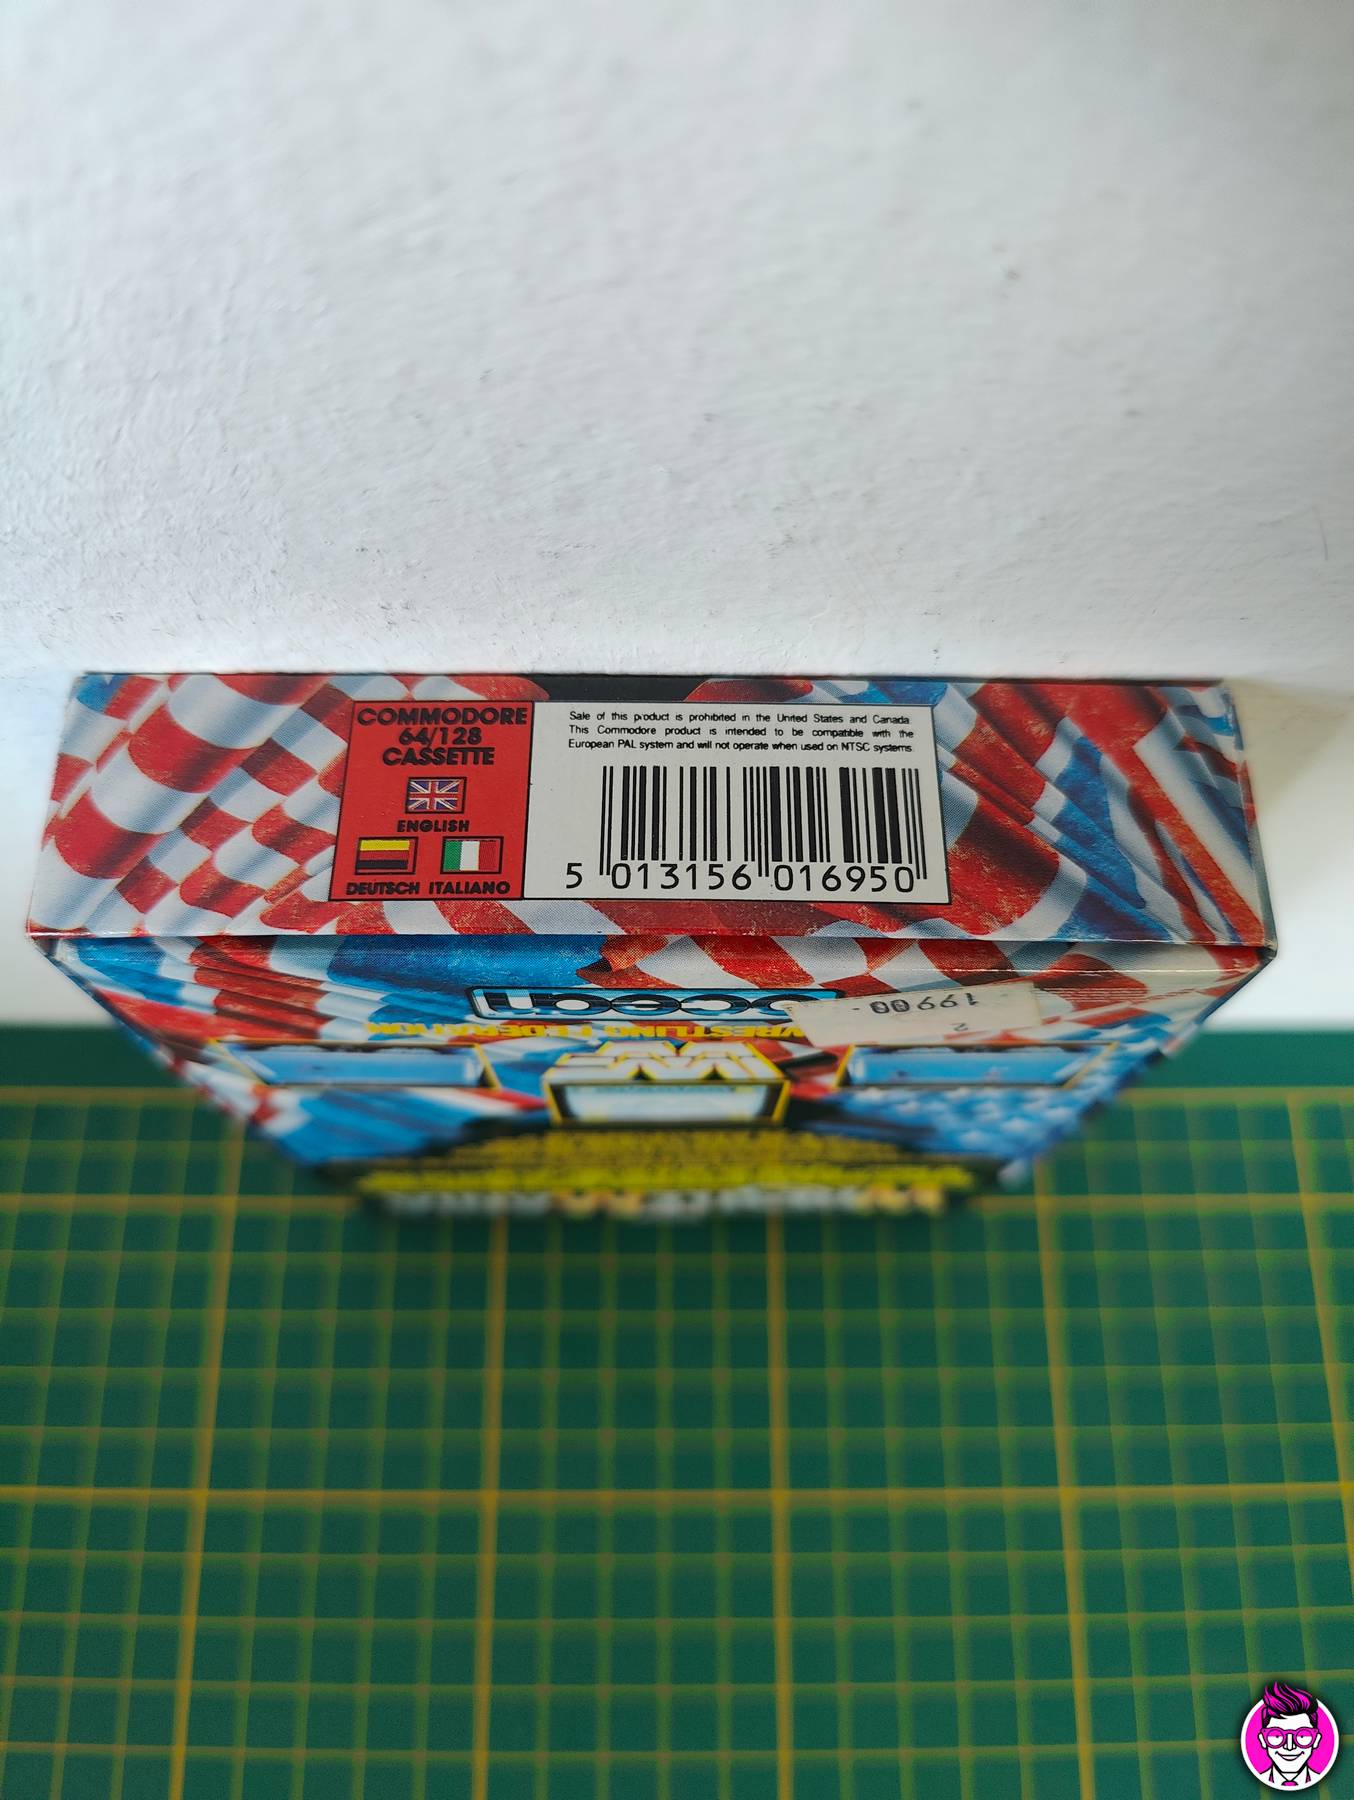 COMMODORE
64/128
CASSETTE
ENGLISH
DEUTSCH ITALIANO
Sale of this product is prohibited in the United States and Canada.
This Commodore product is intended to be compatible with the
European PAL system and will not operate when used on NTSC systems.
5 013156 016950
ocean
19900
2
WRESTLING FEDERATION